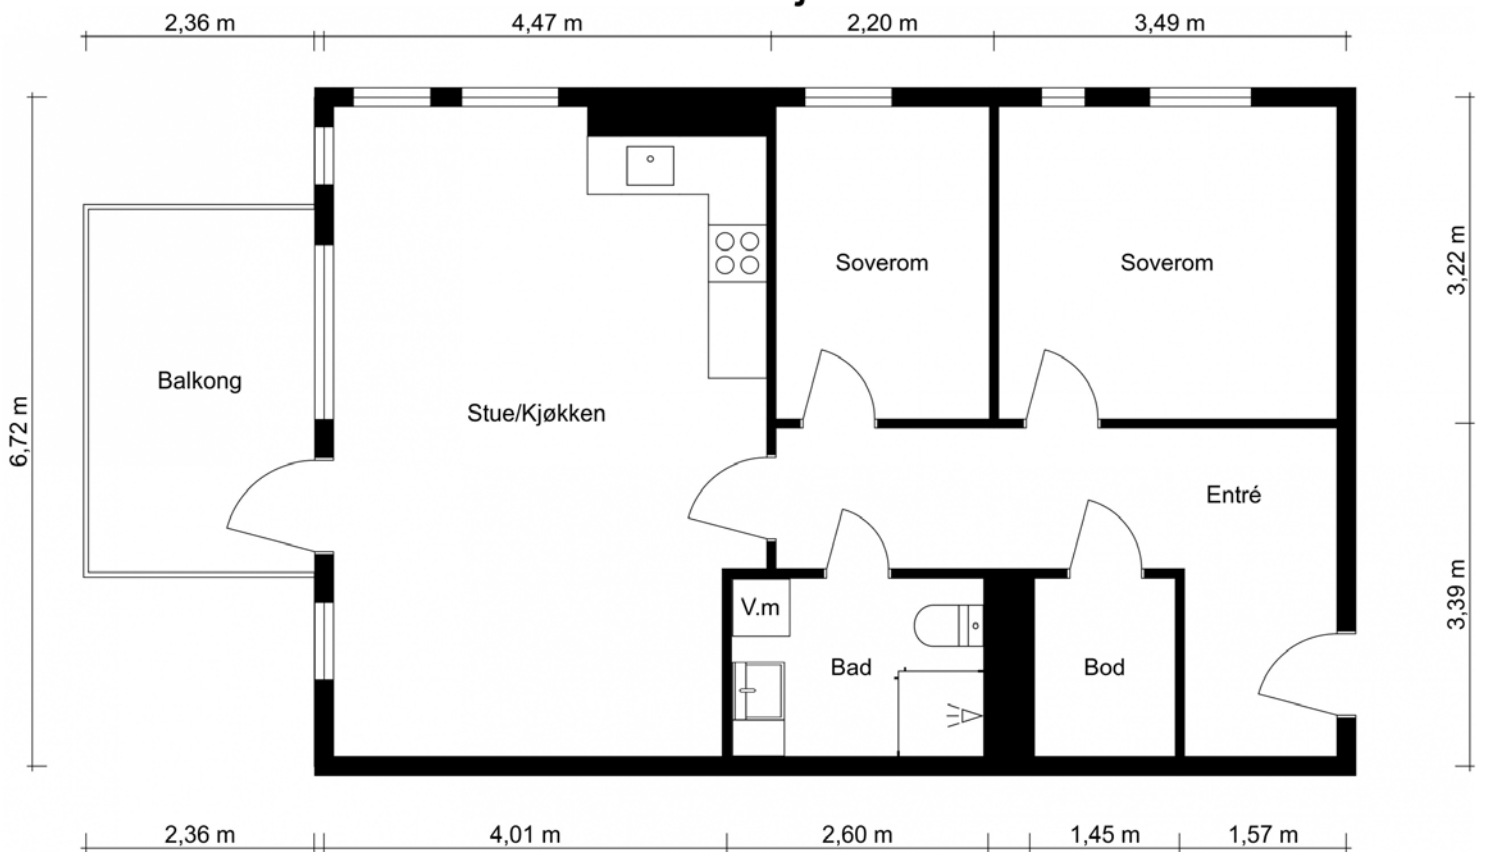 2,36 m 4,47 m 2,20 m 3,49 m
Soverom Soverom
3,22 m
Balkong
Stue/Kjøkken
6,72 m
Entré
V.m
3,39 m
Bad Bod
2,36 m 4,01 m 2,60 m 1,45 m 1,57 m